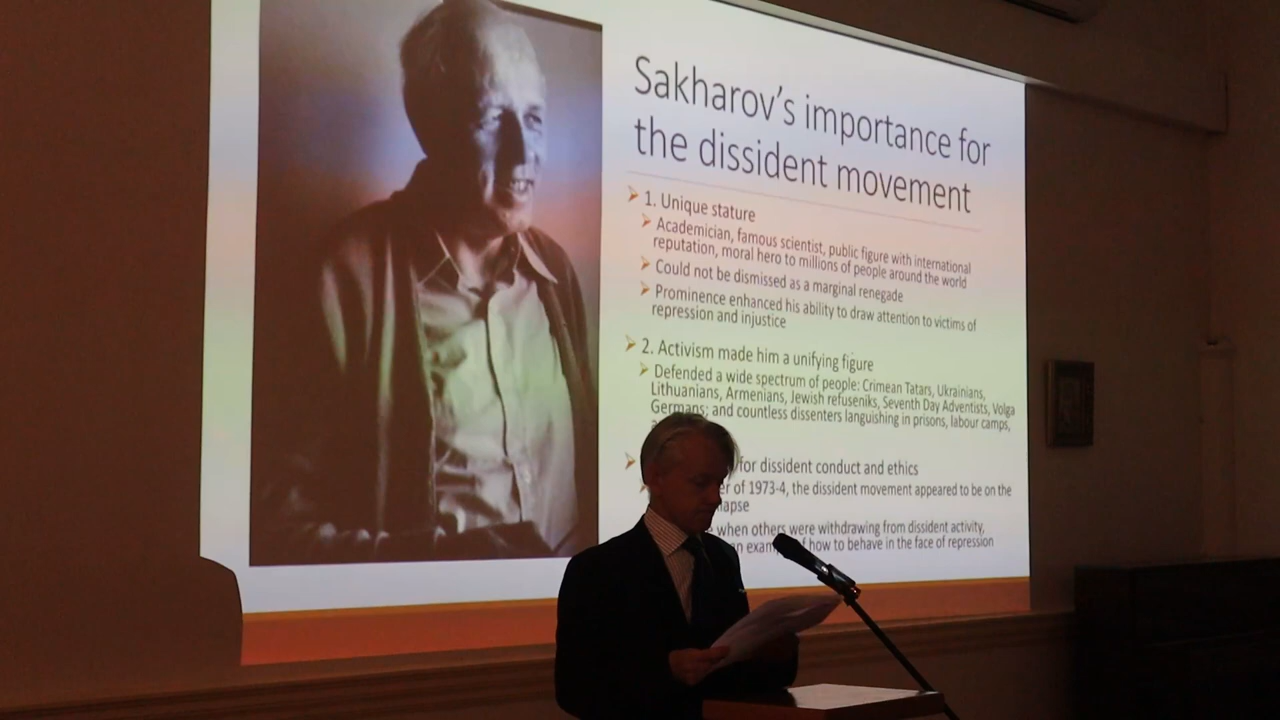 Sakharov's importance for
the dissident movement
1. Unique stature
Academician, famous scientist, public figure with international
reputation, moral hero to millions of people around the world
Could not be dismissed as a marginal renegade
Prominence enhanced his ability to draw attention to victims of
repression and injustice
2. Activism made him a unifying figure
Defended a wide spectrum of people: Crimean Tatars, Ukrainians,
Lithuanians, Armenians, Jewish refuseniks, Seventh Day Adventists, Volga
Germans; and countless dissenters languishing in prisons, labour camps,
for dissident conduct and ethics
of 1973-4, the dissident movement appeared to be on the
when others were withdrawing from dissident activity,
of how to behave in the face of repression